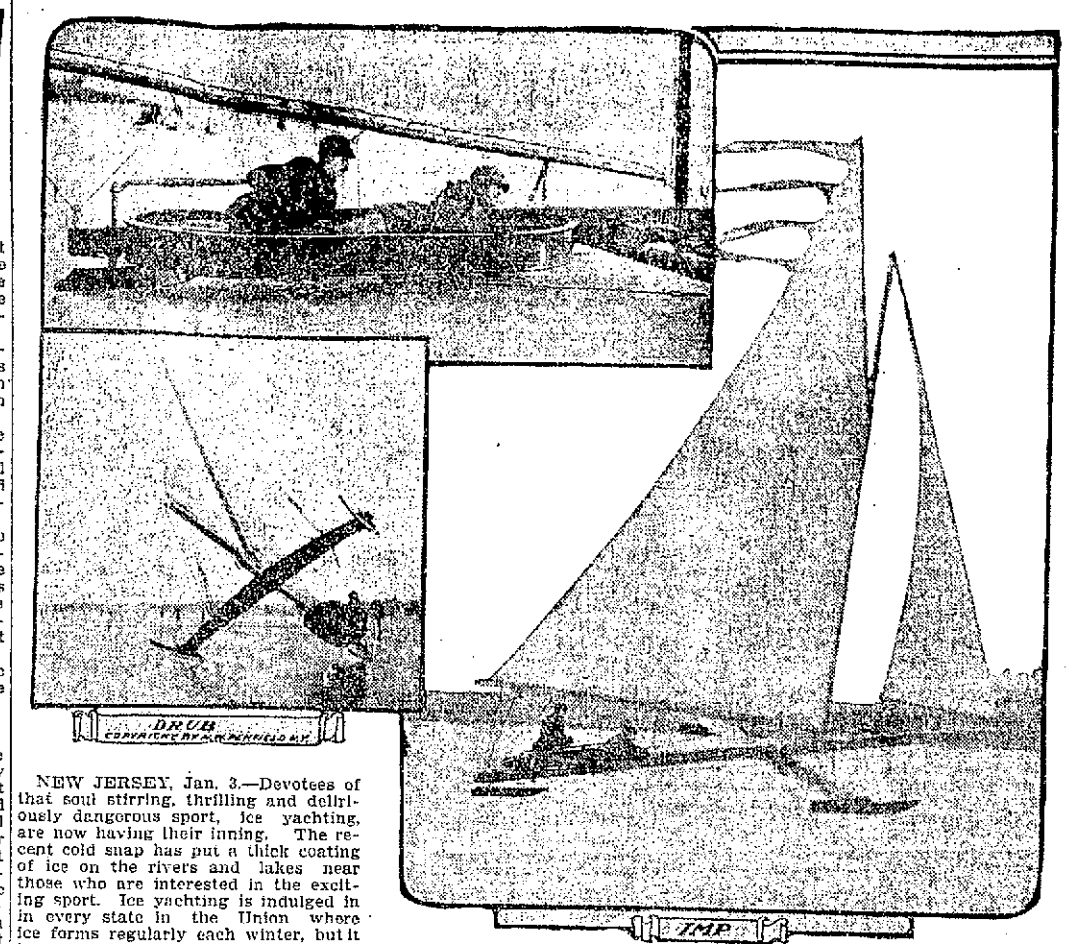 DRUB
COPYRIGHT BY
NEW JERSEY, Jan. 3.—Devotees of
that soul stirring, thrilling and deliri-
ously dangerous sport, ice yachting,
are now having their inning. The re-
cent cold snap has put a thick coating
of ice on the rivers and lakes near
those who are interested in the excit-
ing sport. Ice yachting is indulged in
in every state in the Union where
ice forms regularly each winter, but it
IMP